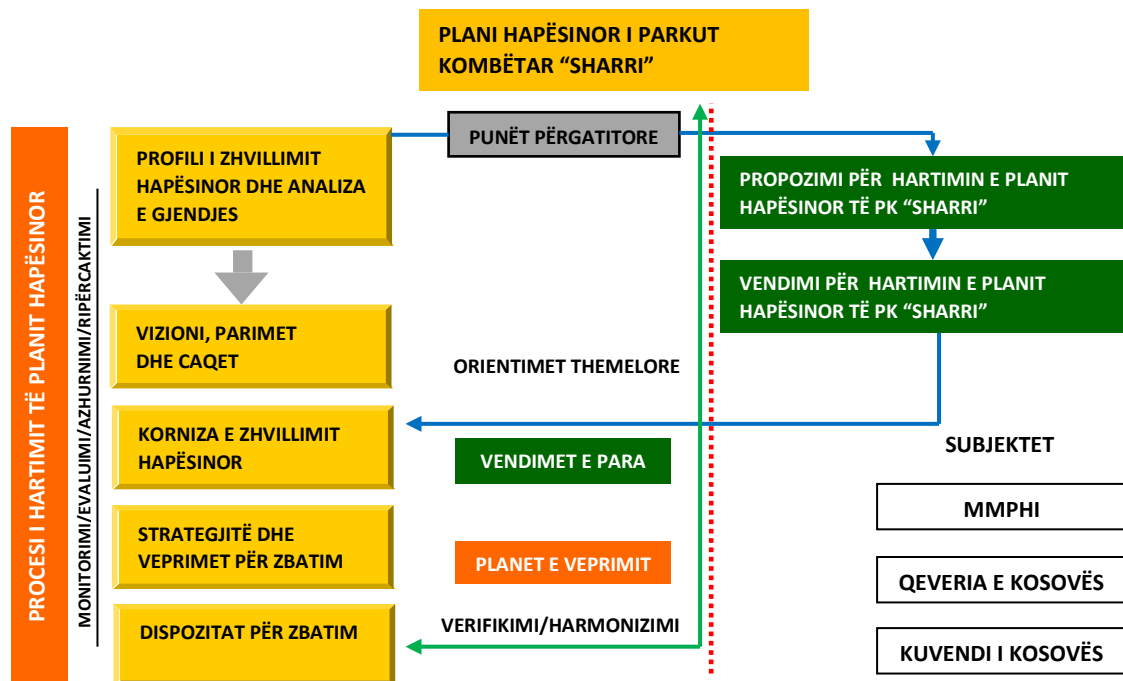 PLANI HAPËSINOR I PARKUT
KOMBËTAR “SHARRI”
PROCESI I HARTIMIT TË PLANIT HAPËSINOR
MONITORIMI/EVALUIMI/AZHURNIMI/RIPËRCAKTIMI
PROFILI I ZHVILLIMIT
HAPËSINOR DHE ANALIZA
E GJENDJES
PUNËT PËRGATITORE
PROPOZIMI PËR HARTIMIN E PLANIT
HAPËSINOR TË PK “SHARRI”
VENDIMI PËR HARTIMIN E PLANIT
HAPËSINOR TË PK “SHARRI”
VIZIONI, PARIMET
DHE CAQET
ORIENTIMET THEMELORE
KORNIZA E ZHVILLIMIT
HAPËSINOR
VENDIMET E PARA
STRATEGJITË DHE
VEPRIMET PËR ZBATIM
PLANET E VEPRIMIT
DISPOZITAT PËR ZBATIM
VERIFIKIMI/HARMONIZIMI
SUBJEKTET
MMPHI
QEVERIA E KOSOVËS
KUVENDI I KOSOVËS